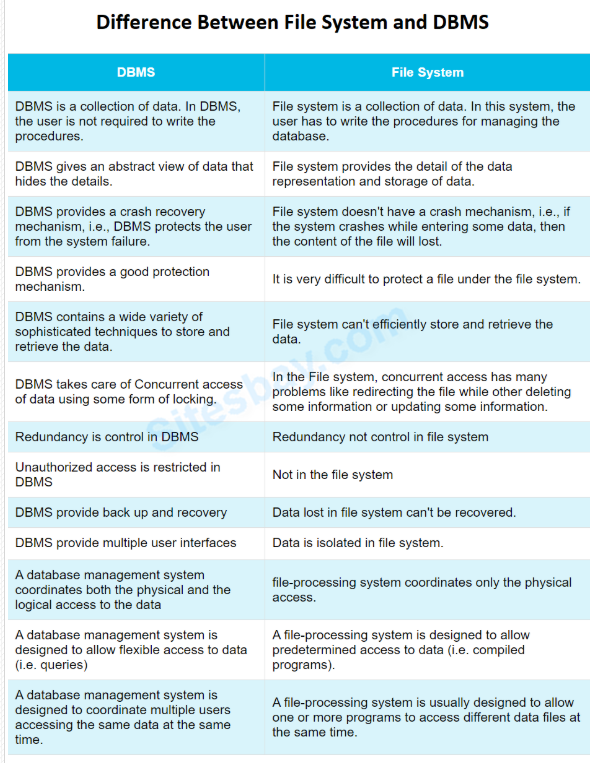 Difference Between File System and DBMS
DBMS
File System
DBMS is a collection of data. In DBMS,
the user is not required to write the
procedures.
File system is a collection of data. In this system, the
user has to write the procedures for managing the
database.
DBMS gives an abstract view of data that
hides the details.
File system provides the detail of the data
representation and storage of data.
DBMS provides a crash recovery
mechanism, i.e., DBMS protects the user
from the system failure.
File system doesn't have a crash mechanism, i.e., if
the system crashes while entering some data, then
the content of the file will lost.
DBMS provides a good protection
mechanism.
It is very difficult to protect a file under the file system.
DBMS contains a wide variety of
sophisticated techniques to store and
retrieve the data.
File system can't efficiently store and retrieve the
data.
DBMS takes care of Concurrent access
of data using some form of locking.
In the File system, concurrent access has many
problems like redirecting the file while other deleting
some information or updating some information.
Redundancy is control in DBMS
Redundancy not control in file system
Unauthorized access is restricted in
DBMS
Not in the file system
DBMS provide back up and recovery
Data lost in file system can't be recovered.
DBMS provide multiple user interfaces
Data is isolated in file system.
A database management system
coordinates both the physical and the
logical access to the data
file-processing system coordinates only the physical
access.
A database management system is
designed to allow flexible access to data
(i.e. queries)
A file-processing system is designed to allow
predetermined access to data (i.e. compiled
programs).
A database management system is
designed to coordinate multiple users
accessing the same data at the same
time.
A file-processing system is usually designed to allow
one or more programs to access different data files at
the same time.
Sitesbay.com